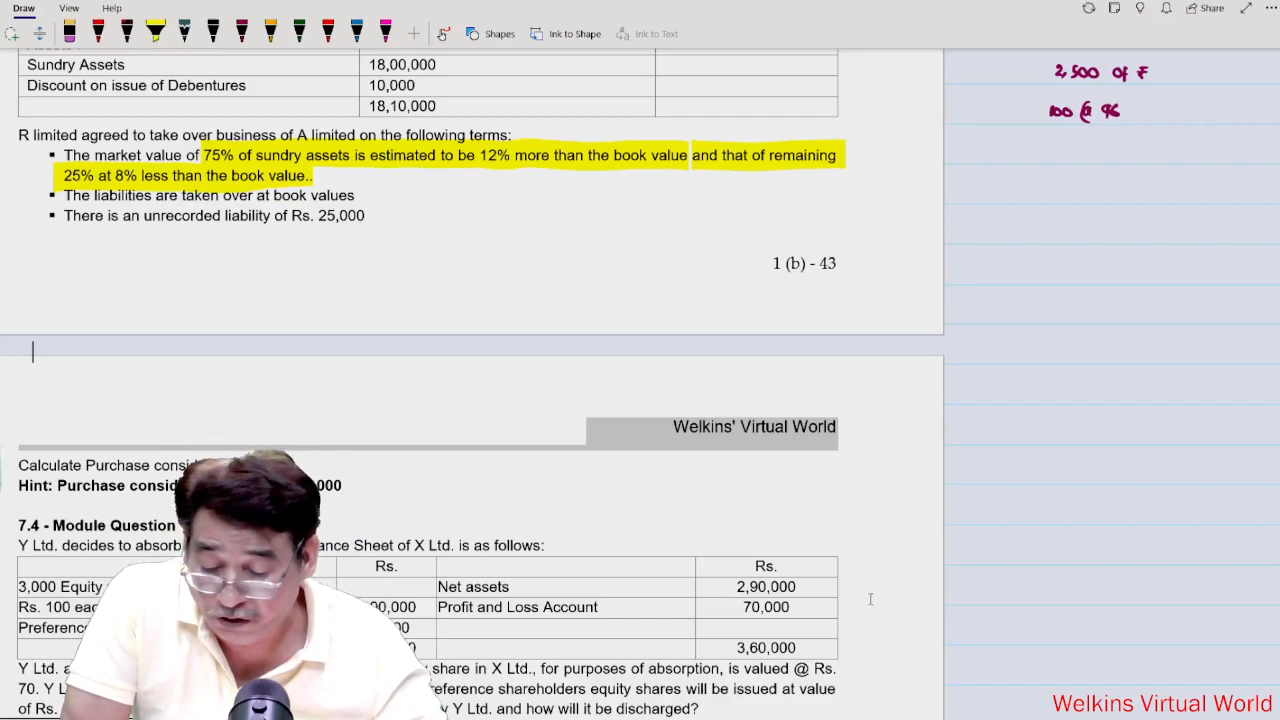 Draw View Help
Share
Shapes Ink to Shape Ink to Text
Sundry Assets 18,00,000
Discount on issue of Debentures 10,000
18,10,000
2,500 of ₹
100 @ 96
R limited agreed to take over business of A limited on the following terms:
▪ The market value of 75% of sundry assets is estimated to be 12% more than the book value and that of remaining
25% at 8% less than the book value..
▪ The liabilities are taken over at book values
▪ There is an unrecorded liability of Rs. 25,000
1 (b) - 43
Welkins' Virtual World
Calculate Purchase
Hint: Purchase 000
7.4 - Module Question
Y Ltd. decides to absorb Sheet of X Ltd. is as follows:
Rs. Rs.
3,000 Equity Net assets 2,90,000
Rs. 100 each 00,000 Profit and Loss Account 70,000
3,60,000
Y Ltd. share in X Ltd., for purposes of absorption, is valued @ Rs.
70. Y shareholders equity shares will be issued at value
of Rs. Y Ltd. and how will it be discharged?
Welkins Virtual World